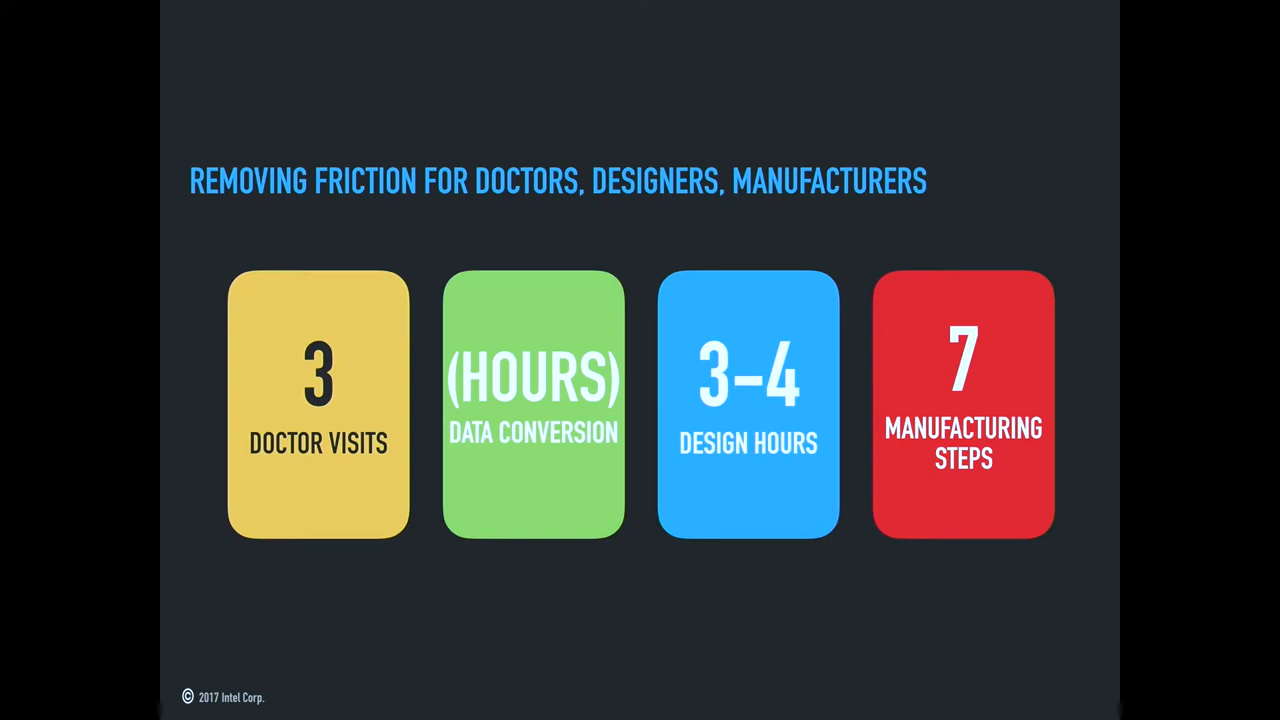 REMOVING FRICTION FOR DOCTORS, DESIGNERS, MANUFACTURERS
3
DOCTOR VISITS
(HOURS)
DATA CONVERSION
3–4
DESIGN HOURS
7
MANUFACTURING
STEPS
© 2017 Intel Corp.